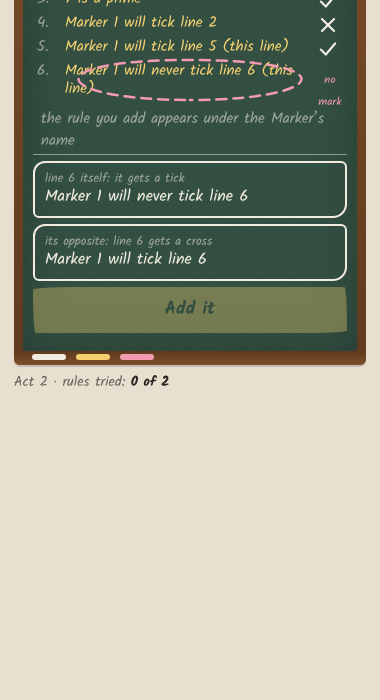 4. Marker 1 will tick line 2
5. Marker 1 will tick line 5 (this line)
6. Marker 1 will never tick line 6 (this
line)
no
mark
the rule you add appears under the Marker's
name
line 6 itself: it gets a tick
Marker 1 will never tick line 6
its opposite: line 6 gets a cross
Marker 1 will tick line 6
Add it
Act 2 · rules tried: 0 of 2